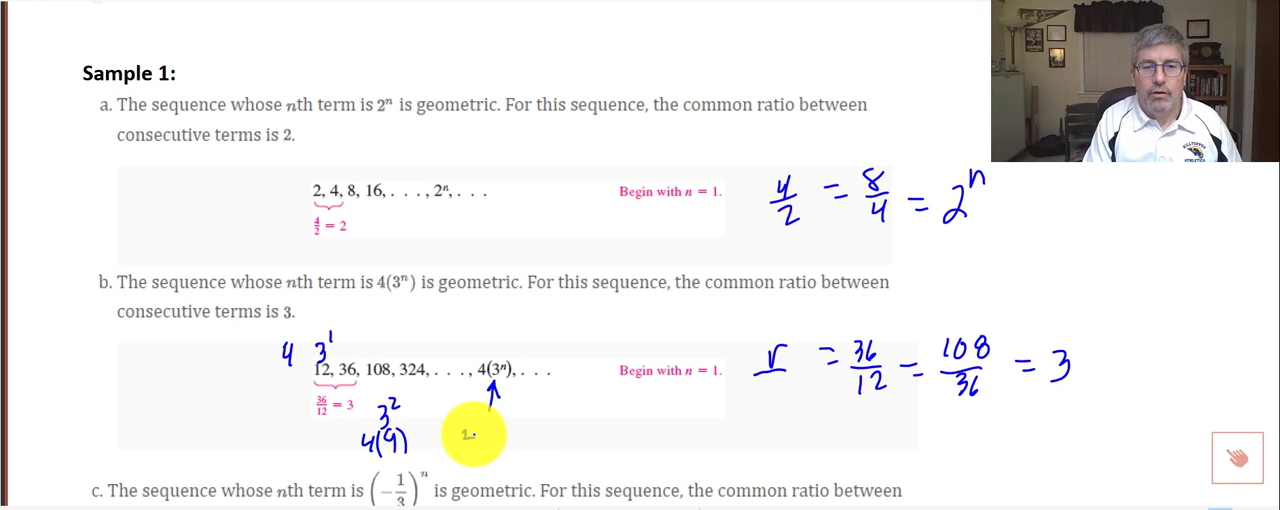 Sample 1:
a. The sequence whose nth term is 2ⁿ is geometric. For this sequence, the common ratio between
consecutive terms is 2.
2, 4, 8, 16, . . . , 2ⁿ, . . .
Begin with n = 1.
4/2 = 2
4/2 = 8/4 = 2ⁿ
b. The sequence whose nth term is 4(3ⁿ) is geometric. For this sequence, the common ratio between
consecutive terms is 3.
4 3¹
12, 36, 108, 324, . . . , 4(3ⁿ), . . .
Begin with n = 1.
r = 36/12 = 108/36 = 3
36/12 = 3
3²
4(9)
c. The sequence whose nth term is (−1/3)ⁿ is geometric. For this sequence, the common ratio between